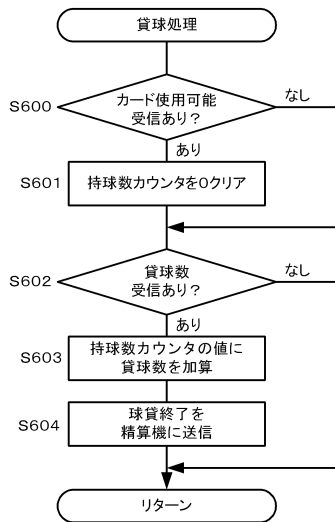 貸球処理
S600
カード使用可能
受信あり?
なし
あり
S601
持球数カウンタを0クリア
S602
貸球数
受信あり?
なし
あり
S603
持球数カウンタの値に
貸球数を加算
S604
球貸終了を
精算機に送信
リターン